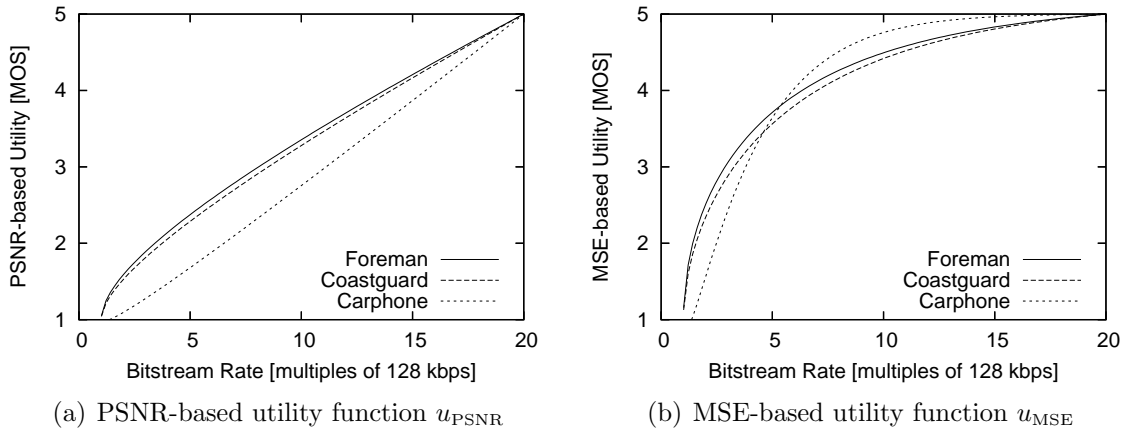 PSNR-based Utility [MOS]
5
4
3
2
1
0 5 10 15 20
Foreman
Coastguard
Carphone
Bitstream Rate [multiples of 128 kbps]
(a) PSNR-based utility function uPSNR
MSE-based Utility [MOS]
5
4
3
2
1
0 5 10 15 20
Foreman
Coastguard
Carphone
Bitstream Rate [multiples of 128 kbps]
(b) MSE-based utility function uMSE